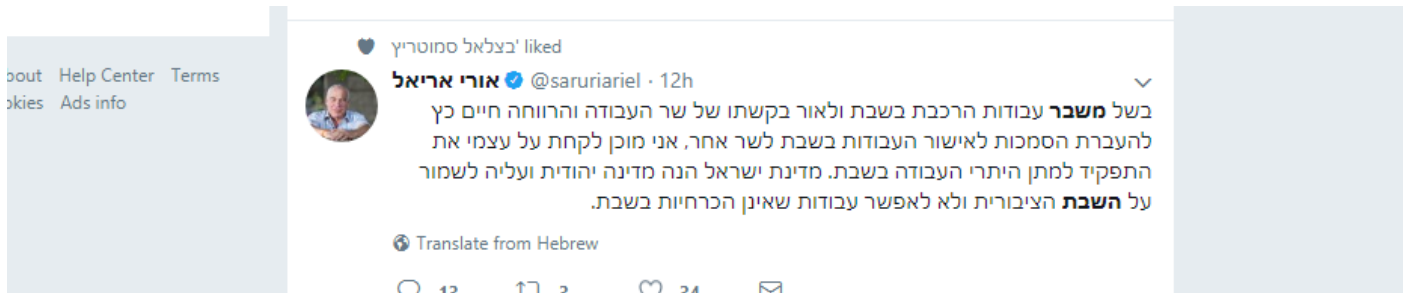 בצלאל סמוטריץ' liked
אורי אריאל @saruriariel · 12h
בשל משבר עבודות הרכבת בשבת ולאור בקשתו של שר העבודה והרווחה חיים כץ
להעברת הסמכות לאישור העבודות בשבת לשר אחר, אני מוכן לקחת על עצמי את
התפקיד למתן היתרי העבודה בשבת. מדינת ישראל הנה מדינה יהודית ועליה לשמור
על השבת הציבורית ולא לאפשר עבודות שאינן הכרחיות בשבת.
Translate from Hebrew
Help Center Terms
Ads info